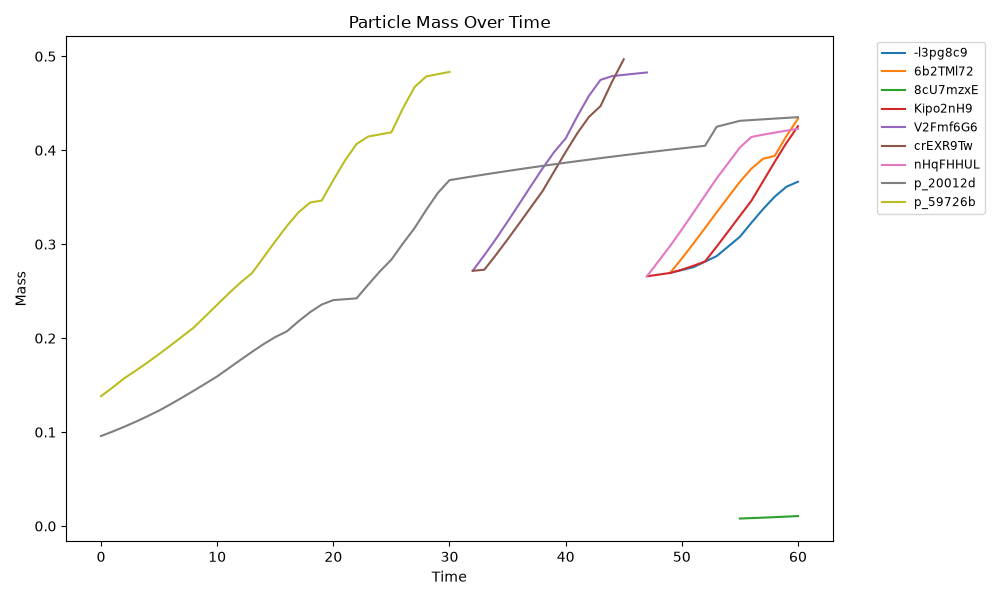 Particle Mass Over Time
Mass
0.5
0.4
0.3
0.2
0.1
0.0
0 10 20 30 40 50 60
Time
-l3pg8c9
6b2TMl72
8cU7mzxE
Kipo2nH9
V2Fmf6G6
crEXR9Tw
nHqFHHUL
p_20012d
p_59726b